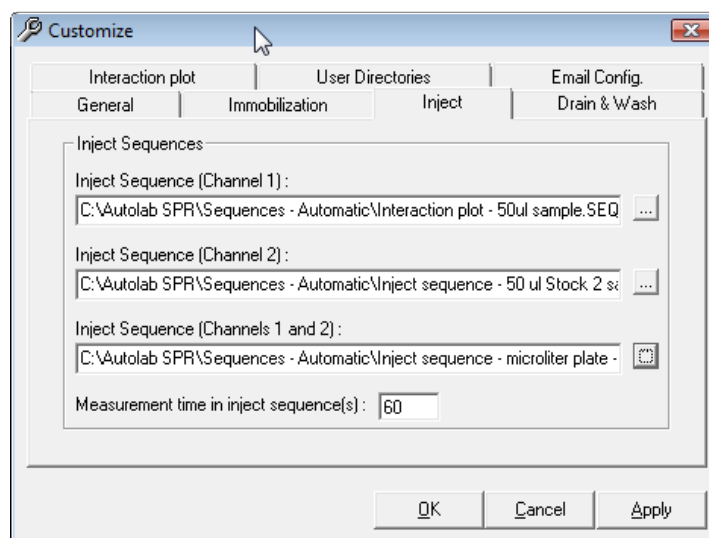 Customize
Interaction plot User Directories Email Config.
General Immobilization Inject Drain & Wash
Inject Sequences
Inject Sequence (Channel 1) :
C:\Autolab SPR\Sequences - Automatic\Interaction plot - 50ul sample.SEQ ...
Inject Sequence (Channel 2) :
C:\Autolab SPR\Sequences - Automatic\Inject sequence - 50 ul Stock 2 ...
Inject Sequence (Channels 1 and 2) :
C:\Autolab SPR\Sequences - Automatic\Inject sequence - microliter plate - ...
Measurement time in inject sequence(s) : 60
OK Cancel Apply